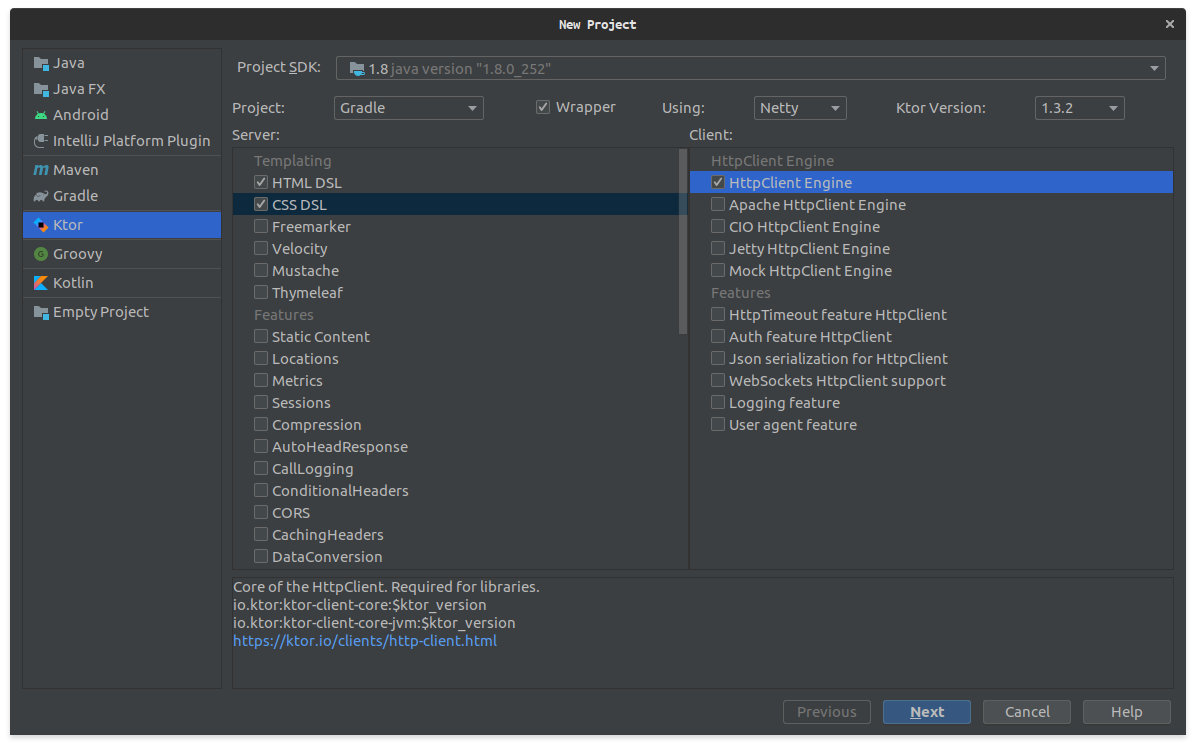 New Project
Java
Java FX
Android
IntelliJ Platform Plugin
Maven
Gradle
Ktor
Groovy
Kotlin
Empty Project
Project SDK: 1.8 java version "1.8.0_252"
Project: Gradle Wrapper Using: Netty Ktor Version: 1.3.2
Server:
Templating
HTML DSL
CSS DSL
Freemarker
Velocity
Mustache
Thymeleaf
Features
Static Content
Locations
Metrics
Sessions
Compression
AutoHeadResponse
CallLogging
ConditionalHeaders
CORS
CachingHeaders
DataConversion
Client:
HttpClient Engine
HttpClient Engine
Apache HttpClient Engine
CIO HttpClient Engine
Jetty HttpClient Engine
Mock HttpClient Engine
Features
HttpTimeout feature HttpClient
Auth feature HttpClient
Json serialization for HttpClient
WebSockets HttpClient support
Logging feature
User agent feature
Core of the HttpClient. Required for libraries.
io.ktor:ktor-client-core:$ktor_version
io.ktor:ktor-client-core-jvm:$ktor_version
https://ktor.io/clients/http-client.html
Previous Next Cancel Help